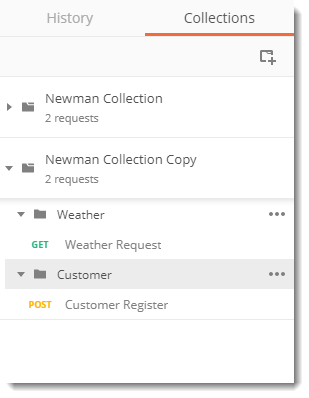 History Collections
Newman Collection
2 requests
Newman Collection Copy
2 requests
Weather
GET Weather Request
Customer
POST Customer Register